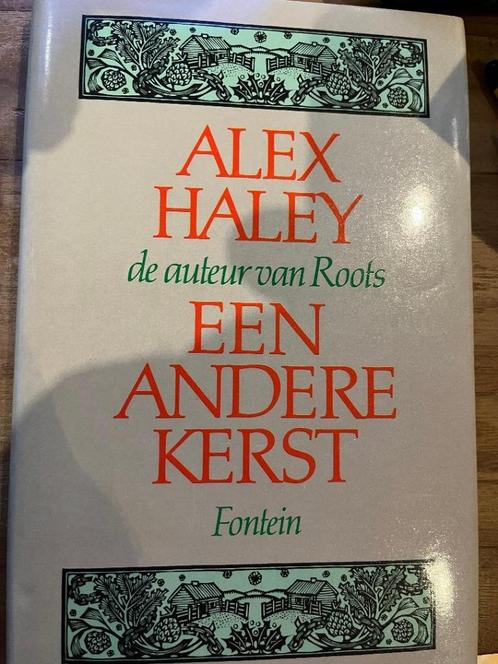 ALEX
HALEY
de auteur van Roots
EEN
ANDERE
KERST
Fontein